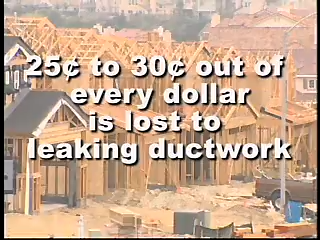 25¢ to 30¢ out of
every dollar
is lost to
leaking ductwork